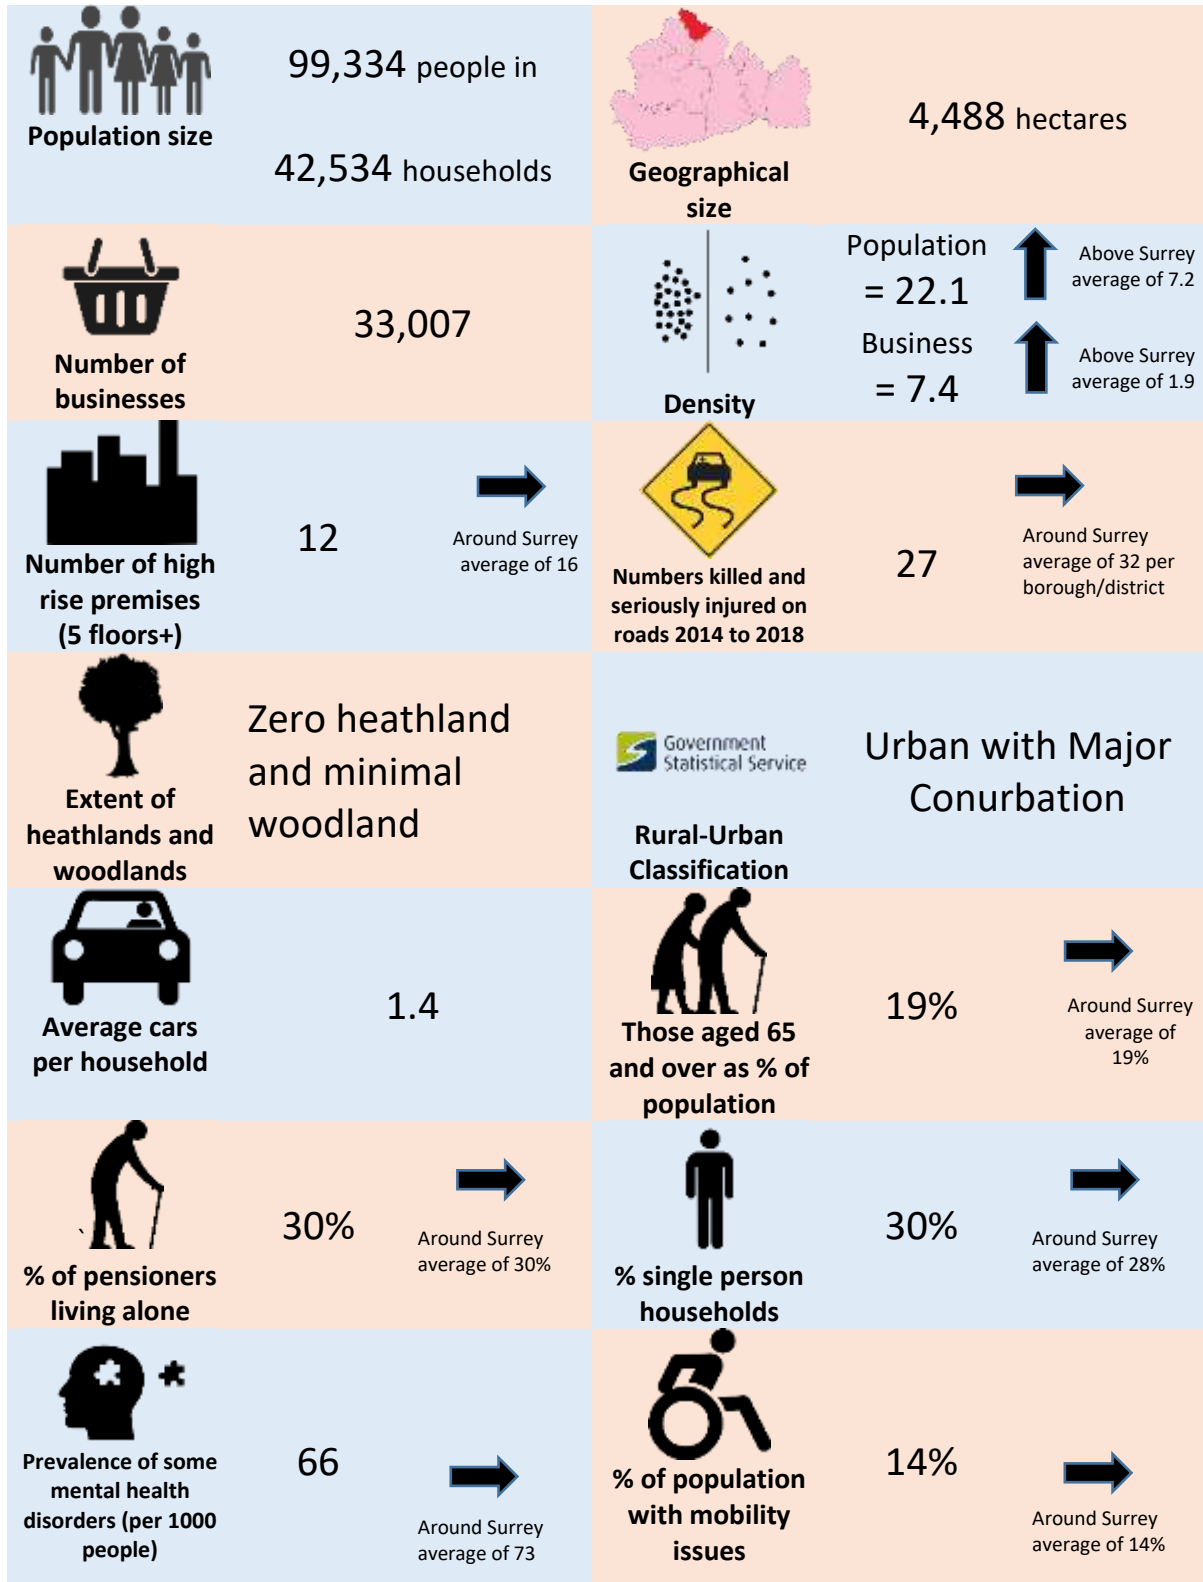 99,334 people in
42,534 households
Population size
4,488 hectares
Geographical
size
33,007
Number of
businesses
Population
= 22.1
Above Surrey
average of 7.2
Business
= 7.4
Above Surrey
average of 1.9
Density
12
Around Surrey
average of 16
Number of high
rise premises
(5 floors+)
27
Around Surrey
average of 32 per
borough/district
Numbers killed and
seriously injured on
roads 2014 to 2018
Zero heathland
and minimal
woodland
Extent of
heathlands and
woodlands
Government
Statistical Service
Urban with Major
Conurbation
Rural-Urban
Classification
1.4
Average cars
per household
19%
Around Surrey
average of
19%
Those aged 65
and over as % of
population
`
30%
Around Surrey
average of 30%
% of pensioners
living alone
30%
Around Surrey
average of 28%
% single person
households
66
Around Surrey
average of 73
Prevalence of some
mental health
disorders (per 1000
people)
14%
Around Surrey
average of 14%
% of population
with mobility
issues